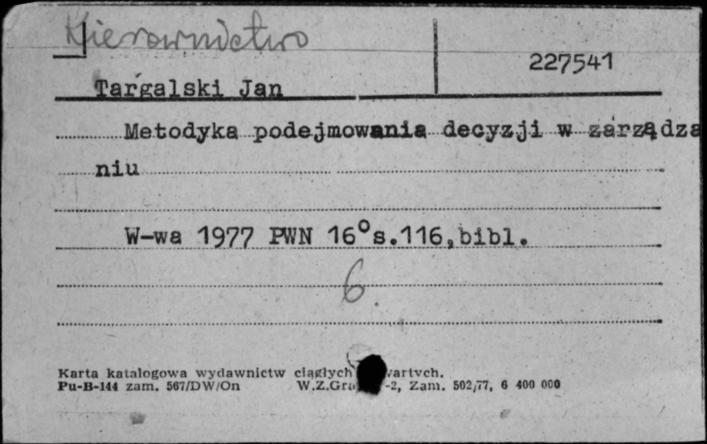 Kierownictwo
227541
Targalski Jan
Metodyka podejmowania decyzji w zarządza
niu
W-wa 1977 PWN 16°s.116,bibl.
6.
Karta katalogowa wydawnictw ciągłych
Pu-B-144 zam. 567/DW/On W.Z.Gra -2, Zam. 502/77, 6 400 000